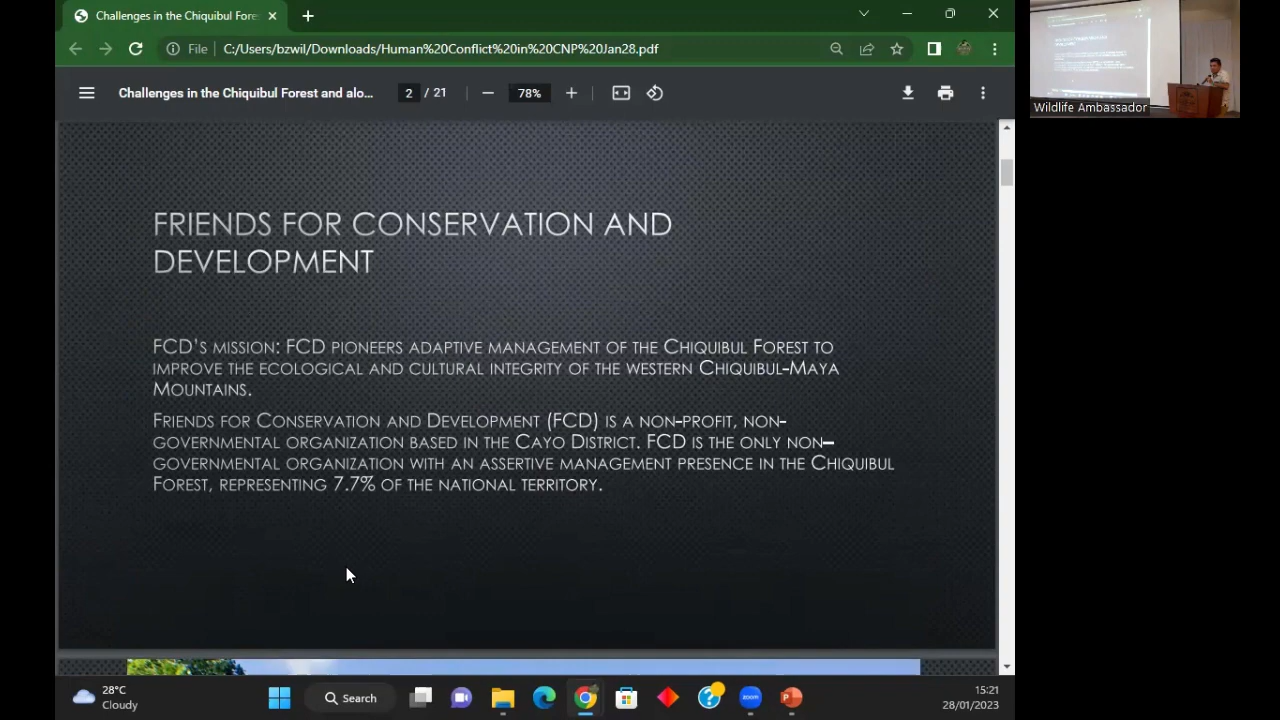 Challenges in the Chiquibul Fore
File C:/Users/bzwil/Downloads/Human%20Conflict%20in%20CNP%20Jan28.pdf
Challenges in the Chiquibul Forest and alo... 2 / 21 78%
Wildlife Ambassador
FRIENDS FOR CONSERVATION AND
DEVELOPMENT
FCD'S MISSION: FCD PIONEERS ADAPTIVE MANAGEMENT OF THE CHIQUIBUL FOREST TO
IMPROVE THE ECOLOGICAL AND CULTURAL INTEGRITY OF THE WESTERN CHIQUIBUL-MAYA
MOUNTAINS.
FRIENDS FOR CONSERVATION AND DEVELOPMENT (FCD) IS A NON-PROFIT, NON-
GOVERNMENTAL ORGANIZATION BASED IN THE CAYO DISTRICT. FCD IS THE ONLY NON–
GOVERNMENTAL ORGANIZATION WITH AN ASSERTIVE MANAGEMENT PRESENCE IN THE CHIQUIBUL
FOREST, REPRESENTING 7.7% OF THE NATIONAL TERRITORY.
28°C
Cloudy
Search
zoom
15:21
28/01/2023